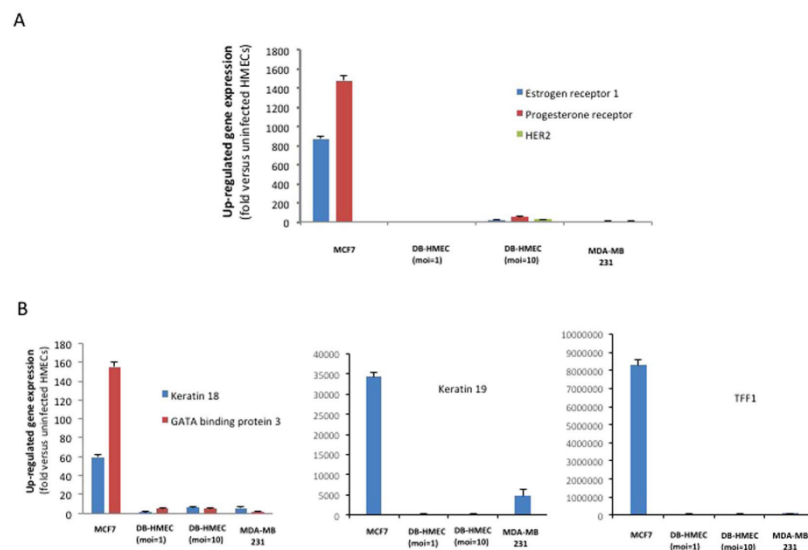 A
Up-regulated gene expression
(fold versus uninfected HMECs)
1800
1600
1400
1200
1000
800
600
400
200
0
Estrogen receptor 1
Progesterone receptor
HER2
MCF7
DB-HMEC
(moi=1)
DB-HMEC
(moi=10)
MDA-MB
231
B
Up-regulated gene expression
(fold versus uninfected HMECs)
180
160
140
120
100
80
60
40
20
0
Keratin 18
GATA binding protein 3
MCF7
DB-HMEC
(moi=1)
DB-HMEC
(moi=10)
MDA-MB
231
40000
35000
30000
25000
20000
15000
10000
5000
0
Keratin 19
MCF7
DB-HMEC
(moi=1)
DB-HMEC
(moi=10)
MDA-MB
231
10000000
9000000
8000000
7000000
6000000
5000000
4000000
3000000
2000000
1000000
0
TFF1
MCF7
DB-HMEC
(moi=1)
DB-HMEC
(moi=10)
MDA-MB
231